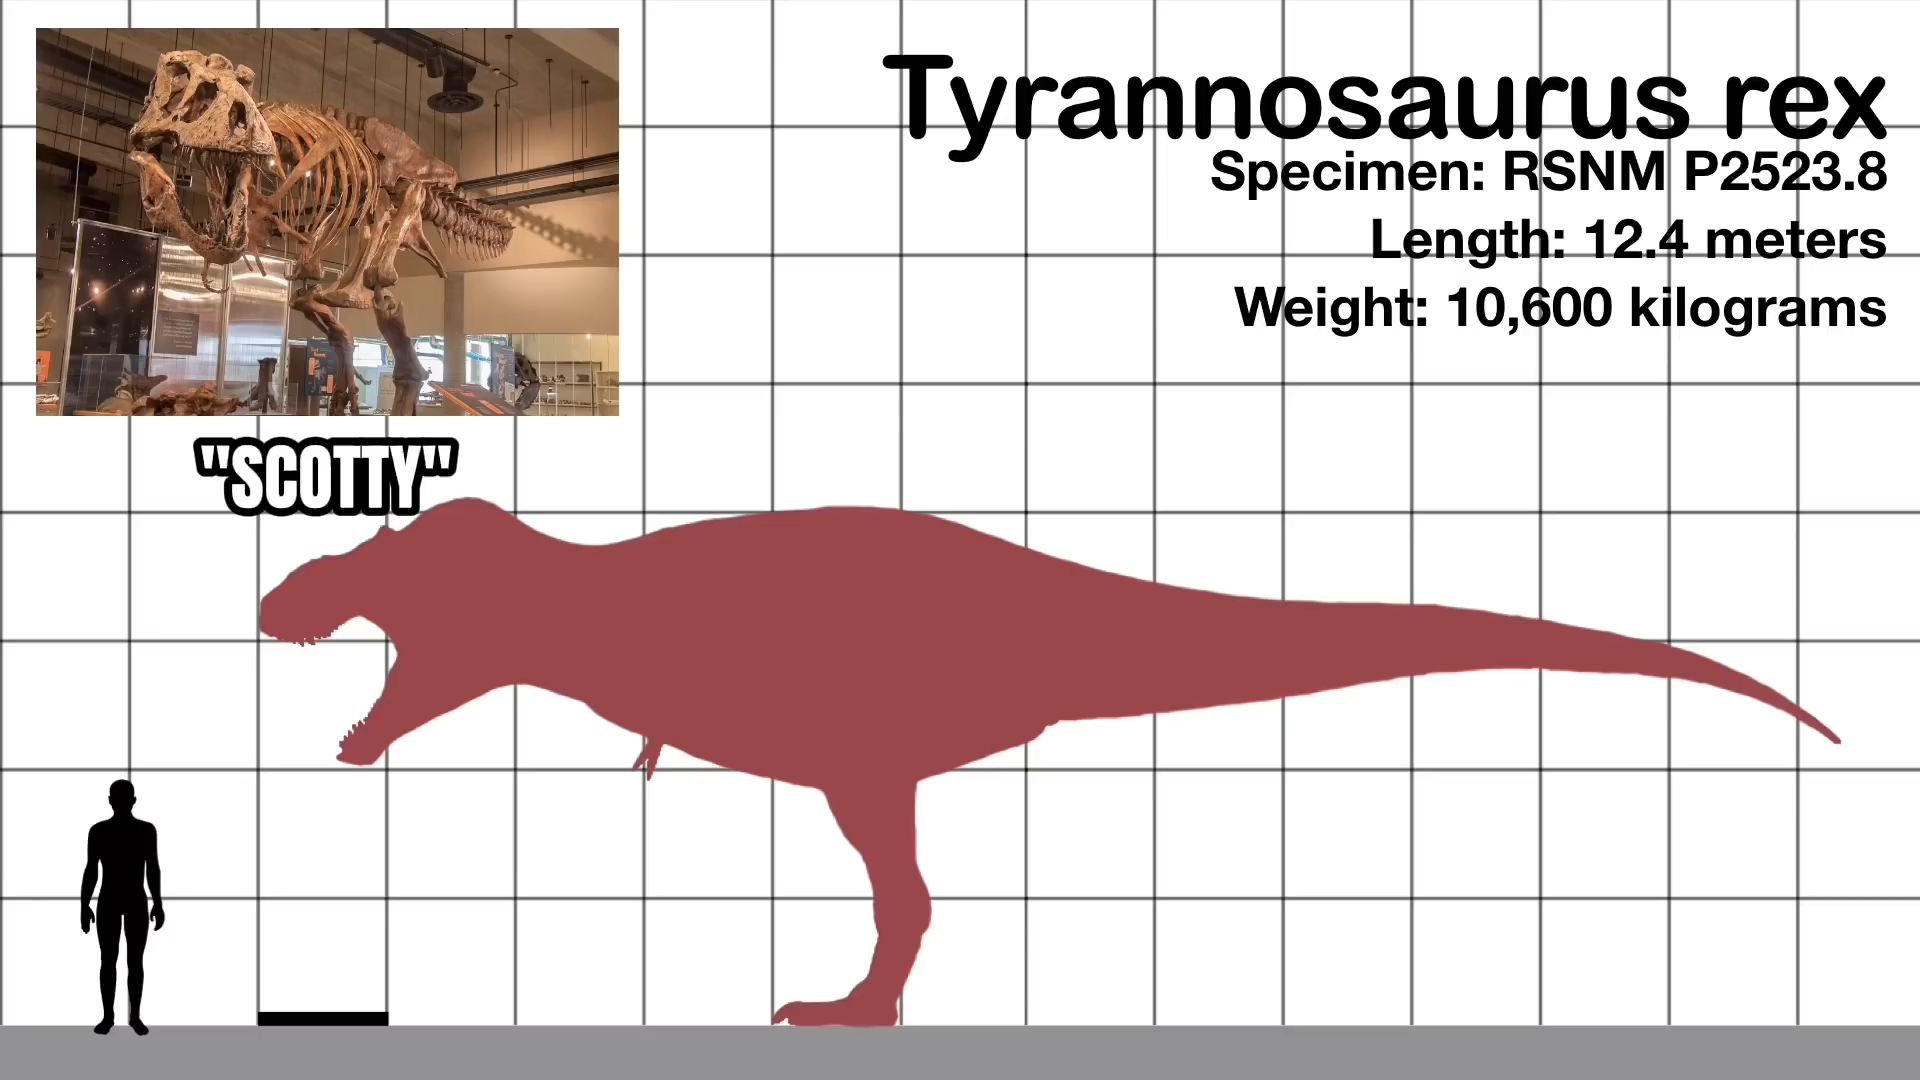 Tyrannosaurus rex
Specimen: RSNM P2523.8
Length: 12.4 meters
Weight: 10,600 kilograms
"SCOTTY"